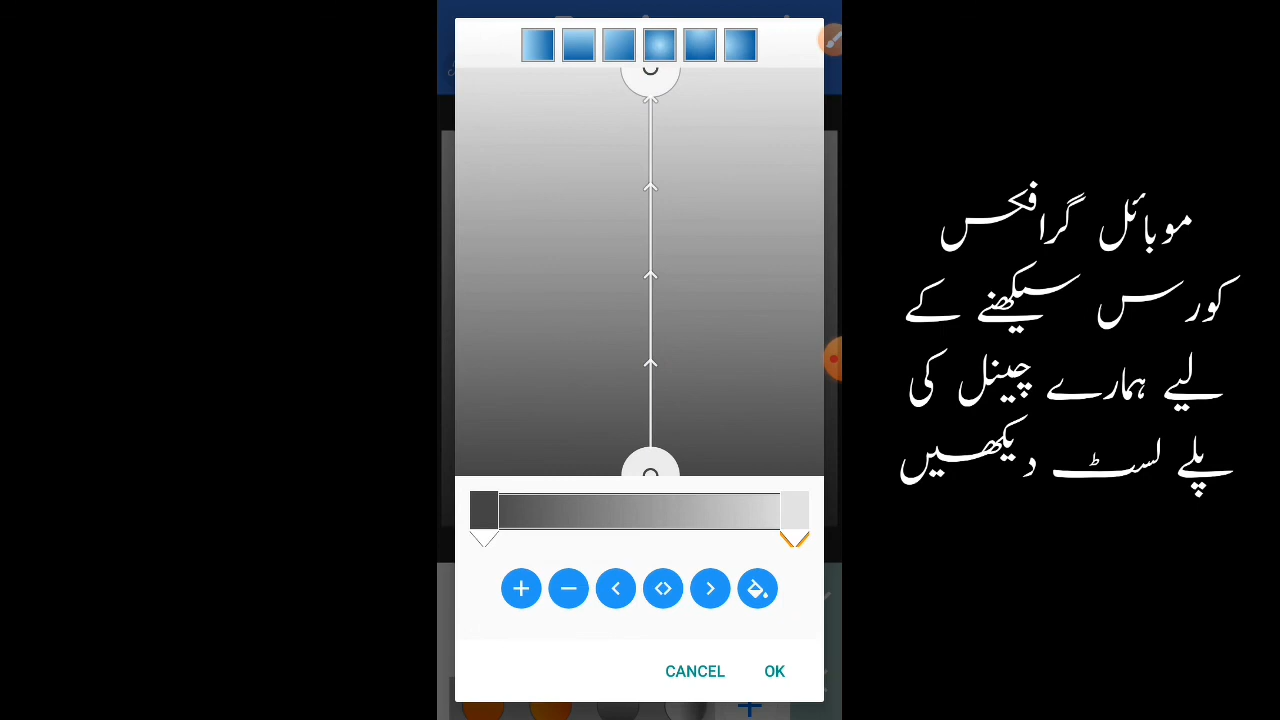 موبائل گرافکس
کورس سیکھنے کے
لیے ہمارے چینل کی
پلے لسٹ دیکھیں
CANCEL OK